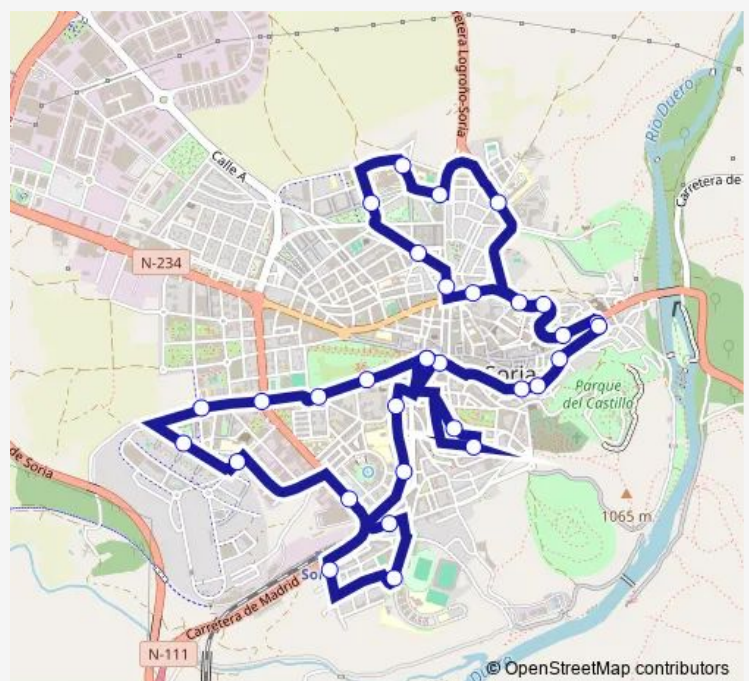 Carretera Logroño-Soria
Río Duero
Calle A
Carretera de
N-234
Soria
Parque
del Castillo
de Soria
1065 m
Carretera de Madrid
N-111
© OpenStreetMap contributors